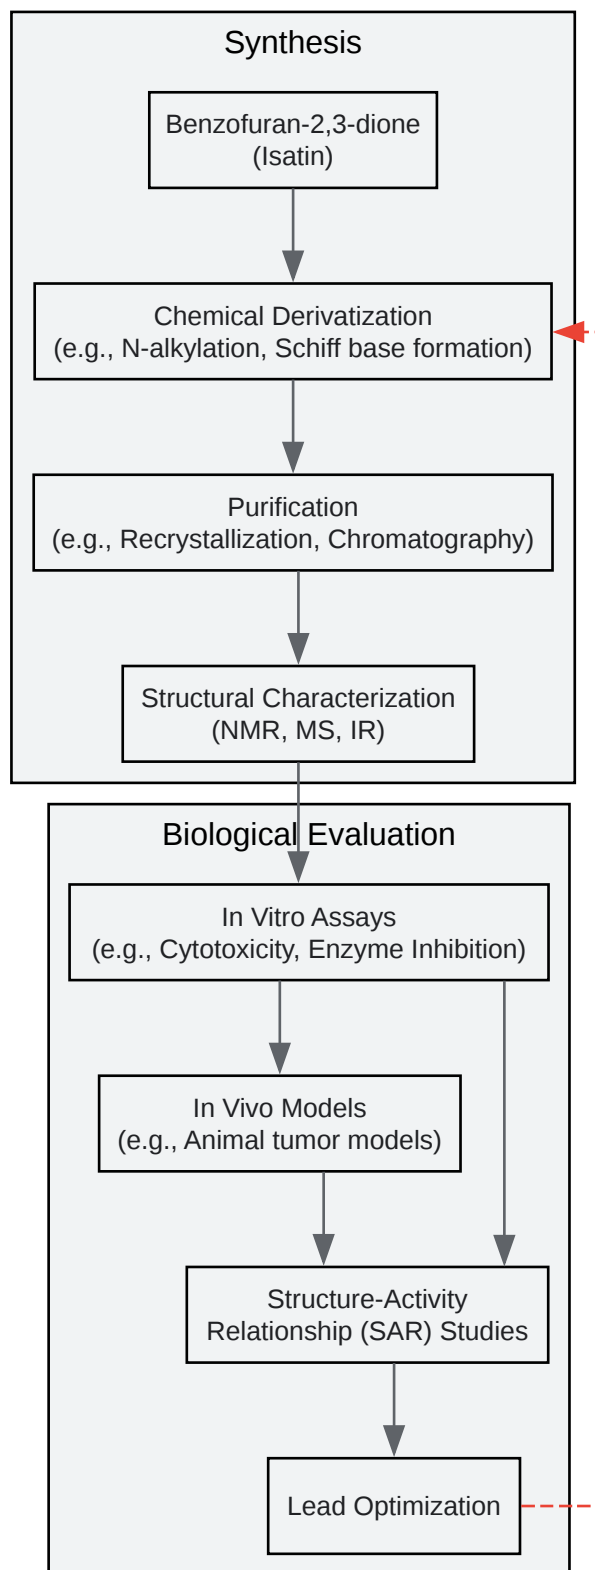 Synthesis
Benzofuran-2,3-dione
(Isatin)
Chemical Derivatization
(e.g., N-alkylation, Schiff base formation)
Purification
(e.g., Recrystallization, Chromatography)
Structural Characterization
(NMR, MS, IR)
Biological Evaluation
In Vitro Assays
(e.g., Cytotoxicity, Enzyme Inhibition)
In Vivo Models
(e.g., Animal tumor models)
Structure-Activity
Relationship (SAR) Studies
Lead Optimization